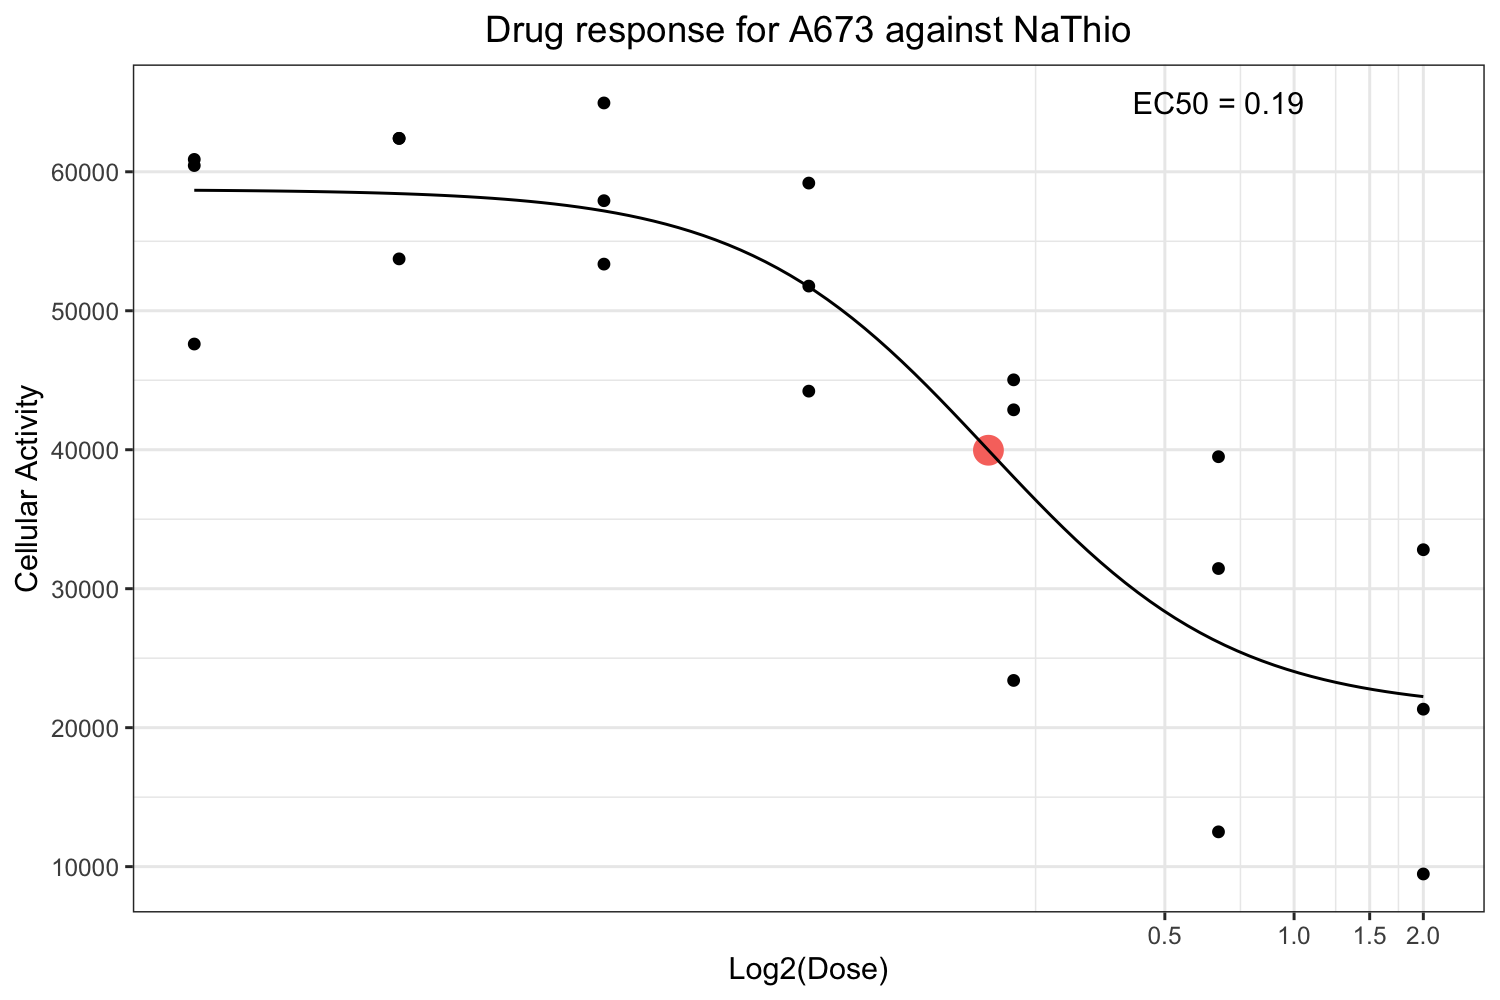 Drug response for A673 against NaThio
EC50 = 0.19
Cellular Activity
60000
50000
40000
30000
20000
10000
0.5 1.0 1.5 2.0
Log2(Dose)